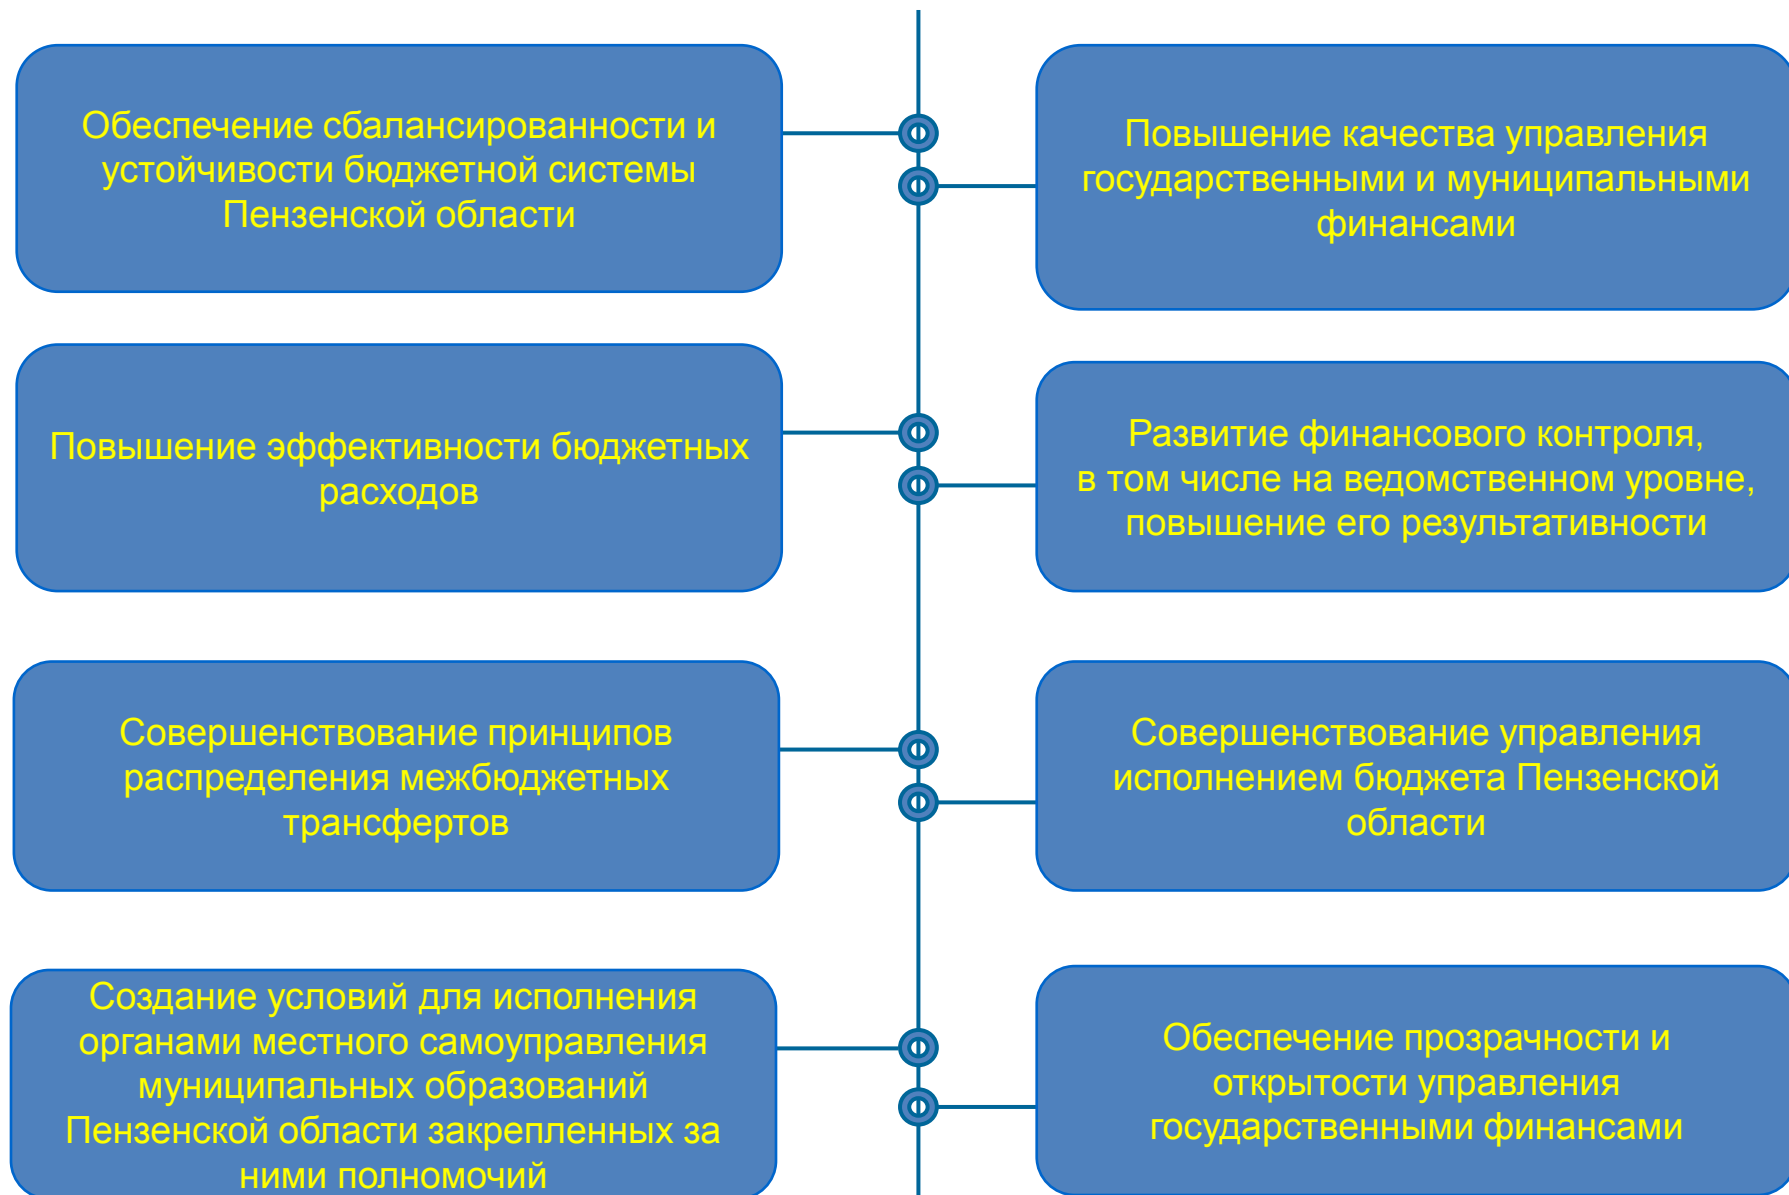 Обеспечение сбалансированности и
устойчивости бюджетной системы
Пензенской области
Повышение качества управления
государственными и муниципальными
финансами
Повышение эффективности бюджетных
расходов
Развитие финансового контроля,
в том числе на ведомственном уровне,
повышение его результативности
Совершенствование принципов
распределения межбюджетных
трансфертов
Совершенствование управления
исполнением бюджета Пензенской
области
Создание условий для исполнения
органами местного самоуправления
муниципальных образований
Пензенской области закрепленных за
ними полномочий
Обеспечение прозрачности и
открытости управления
государственными финансами